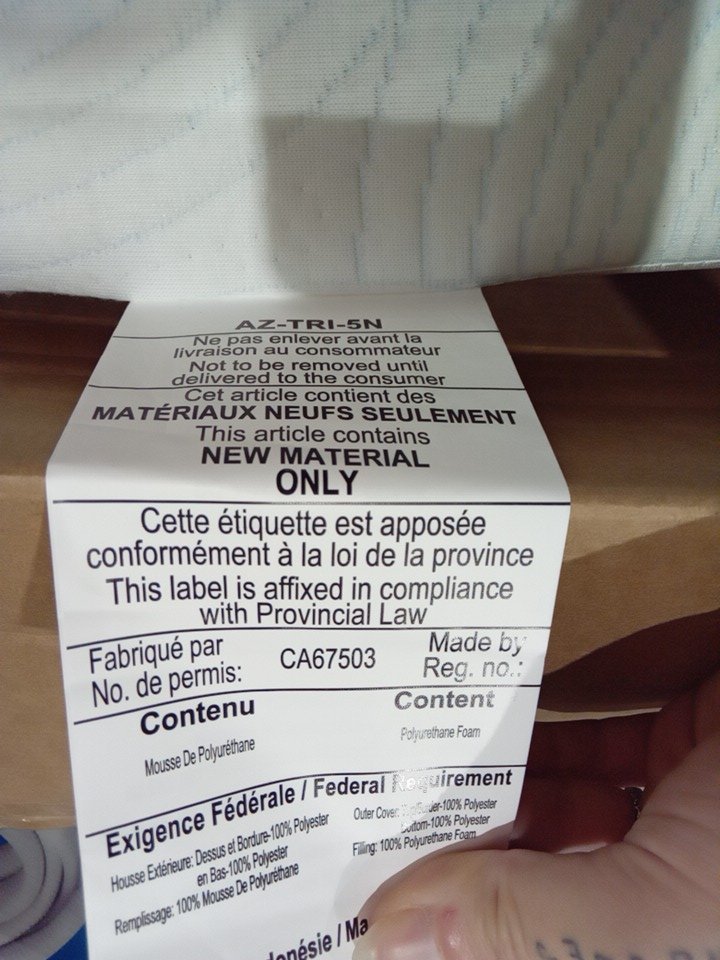 AZ-TRI-5N
Ne pas enlever avant la
livraison au consommateur
Not to be removed until
delivered to the consumer
Cet article contient des
MATÉRIAUX NEUFS SEULEMENT
This article contains
NEW MATERIAL
ONLY
Cette étiquette est apposée
conformément à la loi de la province
This label is affixed in compliance
with Provincial Law
Fabriqué par
No. de permis:
CA67503
Made by
Reg. no.:
Contenu
Mousse De Polyuréthane
Content
Polyurethane Foam
Exigence Fédérale / Federal Requirement
Housse Extérieure: Dessus et Bordure-100% Polyester
en Bas-100% Polyester
Remplissage: 100% Mousse De Polyuréthane
Outer Cover: -100% Polyester
Bottom-100% Polyester
Filling: 100% Polyurethane Foam